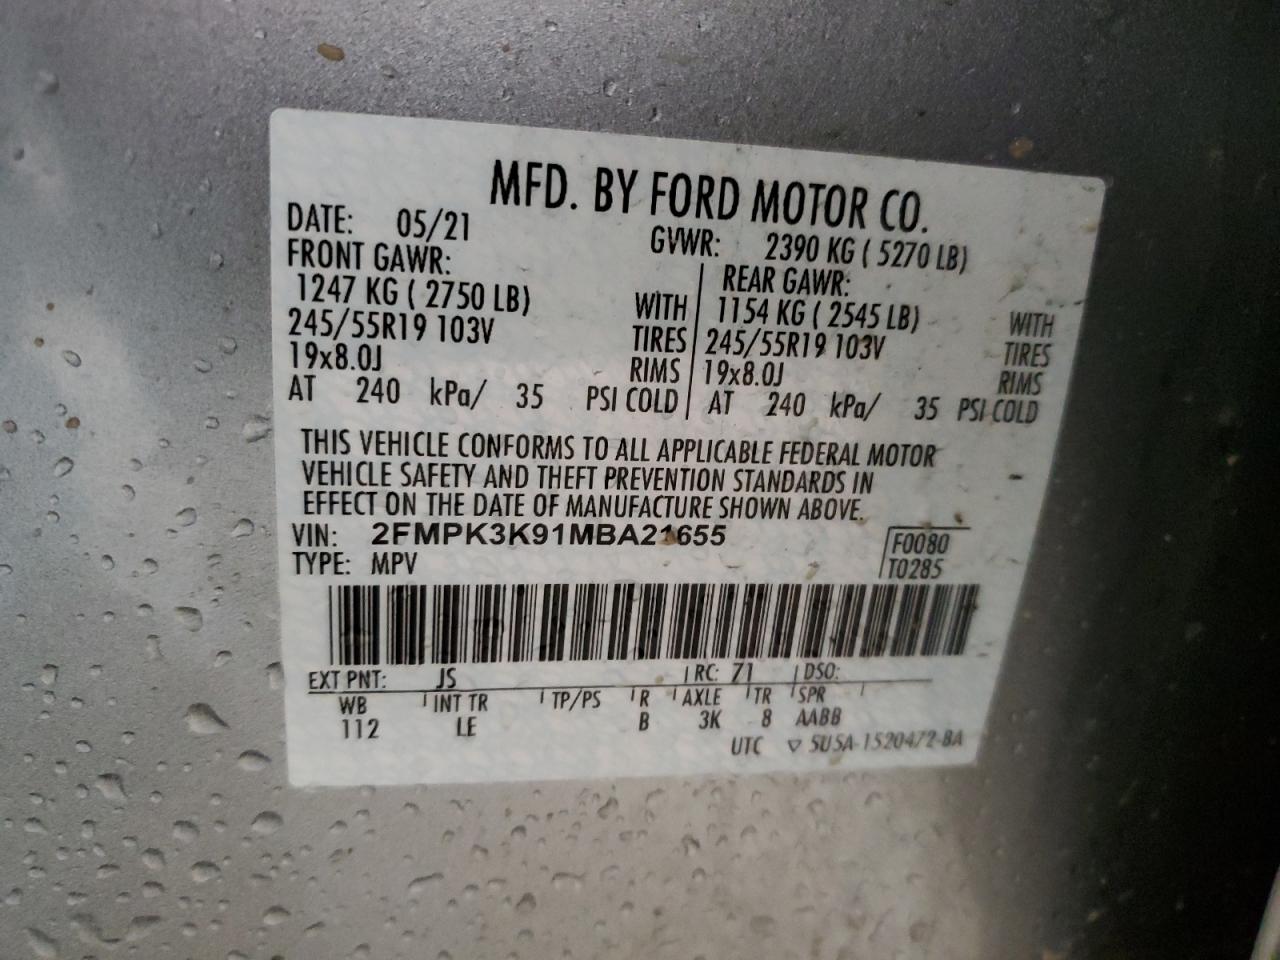 MFD. BY FORD MOTOR CO.
DATE: 05/21 GVWR: 2390 KG ( 5270 LB)
FRONT GAWR: REAR GAWR:
1247 KG ( 2750 LB) WITH 1154 KG ( 2545 LB) WITH
245/55R19 103V TIRES 245/55R19 103V TIRES
19x8.0J RIMS 19x8.0J RIMS
AT 240 kPa/ 35 PSI COLD AT 240 kPa/ 35 PSI COLD
THIS VEHICLE CONFORMS TO ALL APPLICABLE FEDERAL MOTOR
VEHICLE SAFETY AND THEFT PREVENTION STANDARDS IN
EFFECT ON THE DATE OF MANUFACTURE SHOWN ABOVE.
VIN: 2FMPK3K91MBA21655 F0080
TYPE: MPV T0285
EXT PNT: JS RC: 71 DSO:
WB INT TR TP/PS R AXLE TR SPR
112 LE B 3K 8 AABB
UTC ▽ 5U5A-1520472-BA